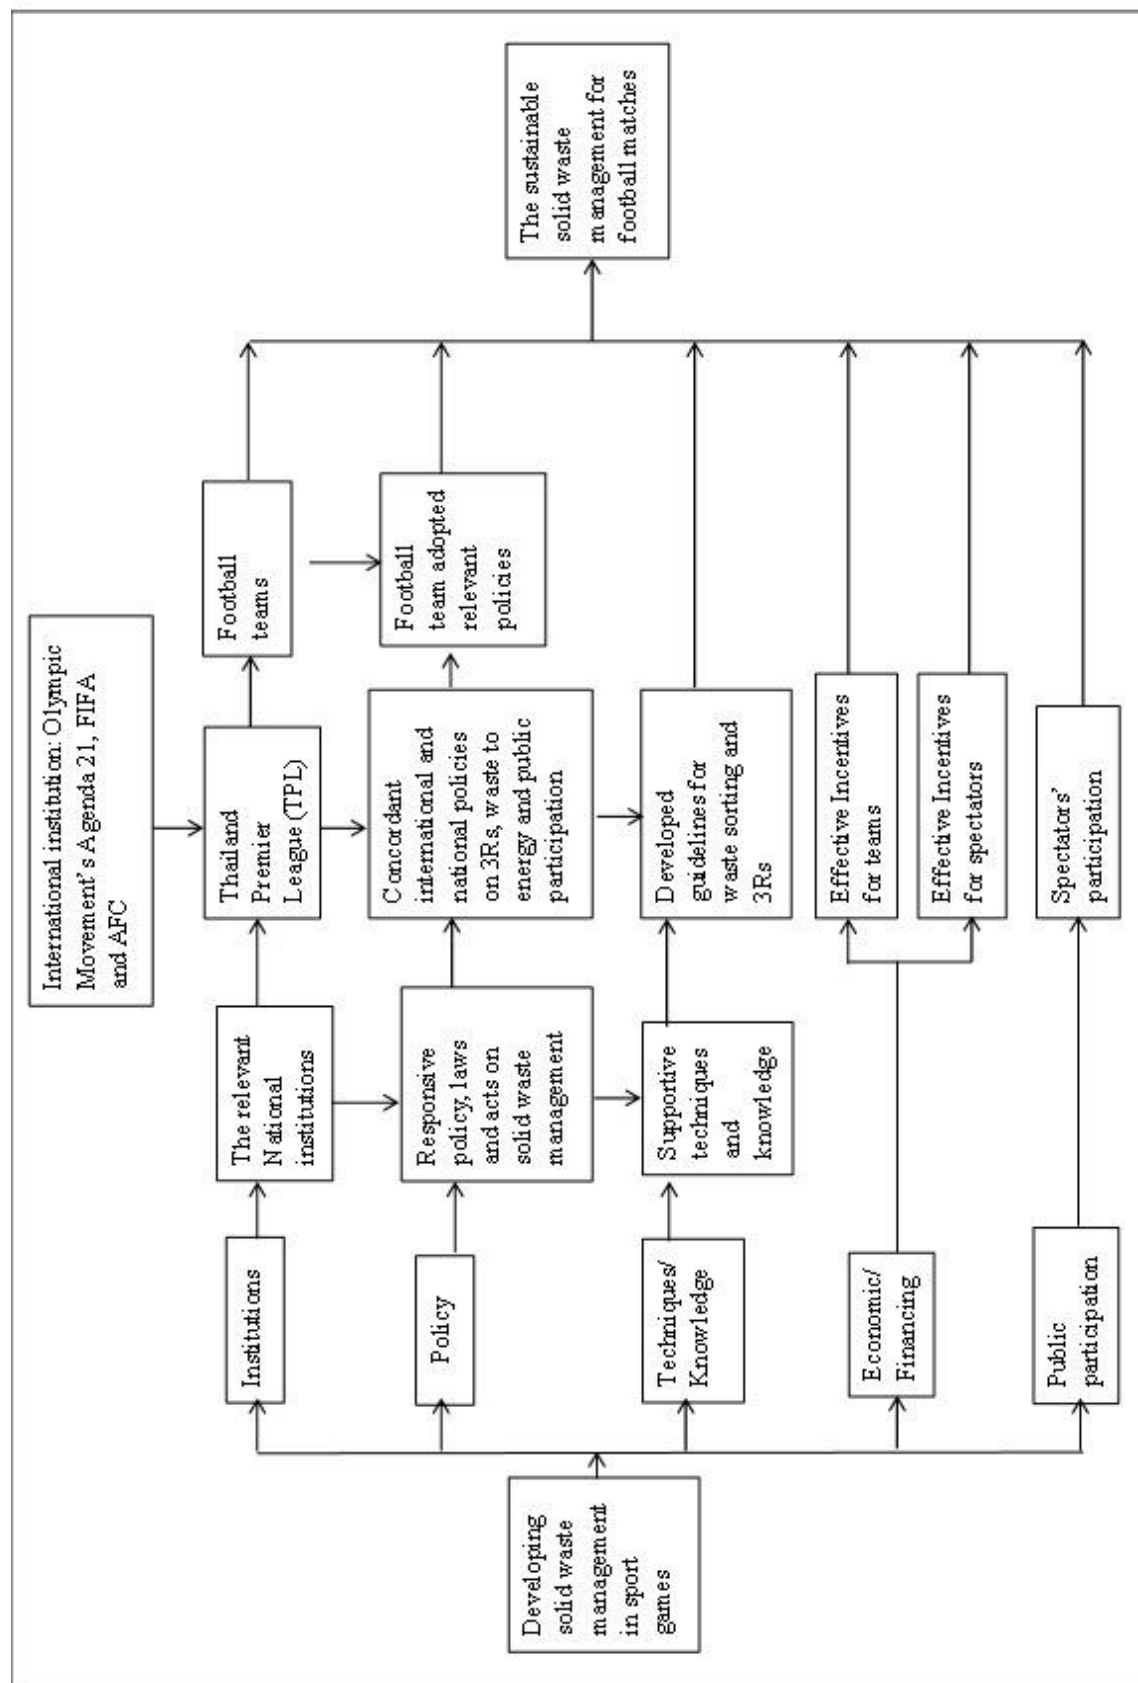 International institution: Olympic
Movement's Agenda 21, FIFA
and AFC
Institutions
The relevant
National
institutions
Thailand
Premier
League (TPL)
Football
teams
Policy
Responsive
policy, laws
and acts on
solid waste
management
Concordant
international and
national policies
on 3Rs, waste to
energy and public
participation
Football
team adopted
relevant
policies
Developing
solid waste
management
in sport
games
The sustainable
solid waste
management for
football matches
Techniques/
Knowledge
Supportive
techniques
and
knowledge
Developed
guidelines for
waste sorting and
3Rs
Economic/
Financing
Effective Incentives
for teams
Effective Incentives
for spectators
Public
participation
Spectators'
participation